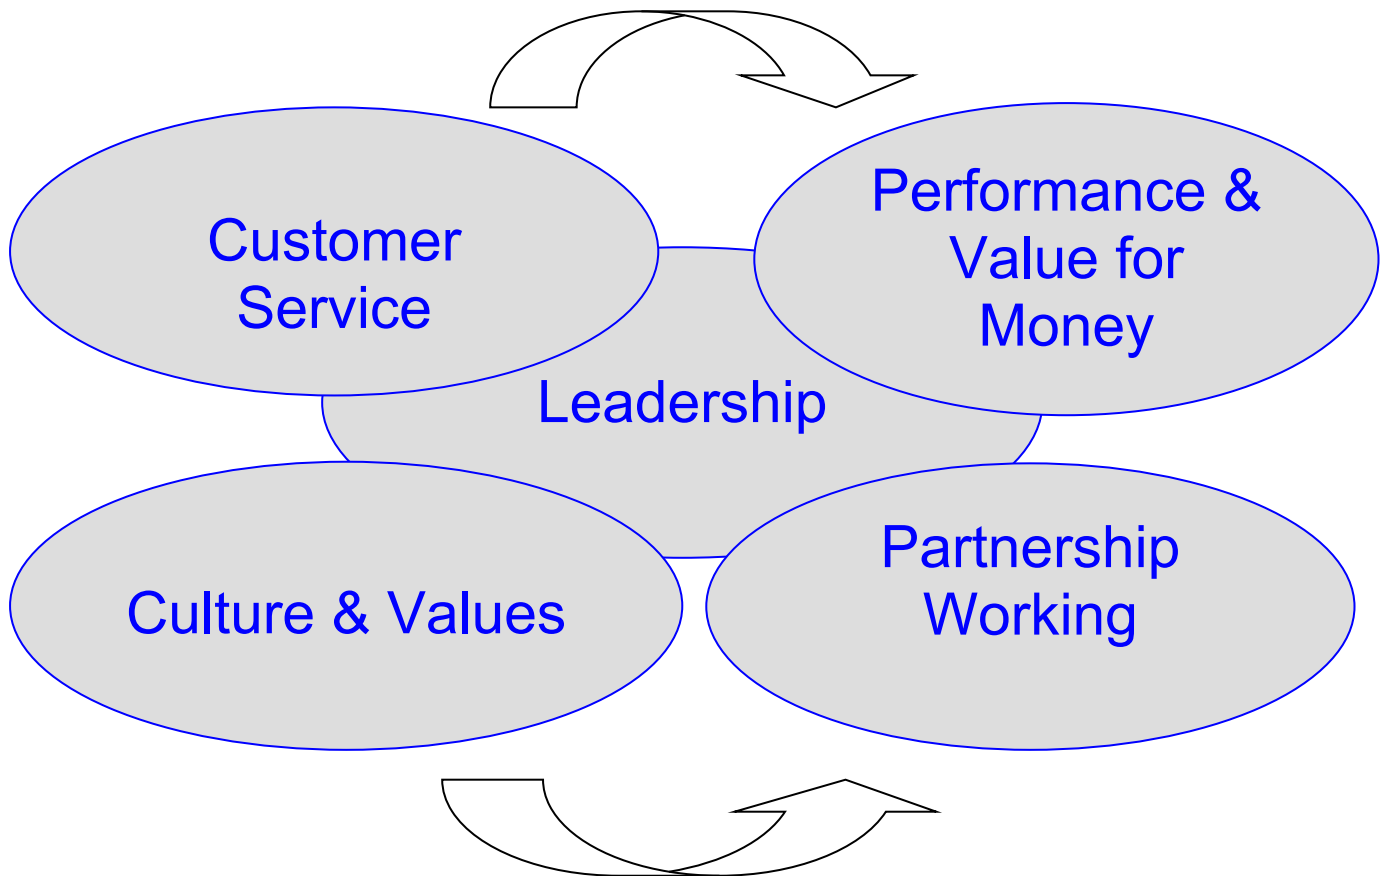 Customer
Service
Performance &
Value for
Money
Leadership
Culture & Values
Partnership
Working